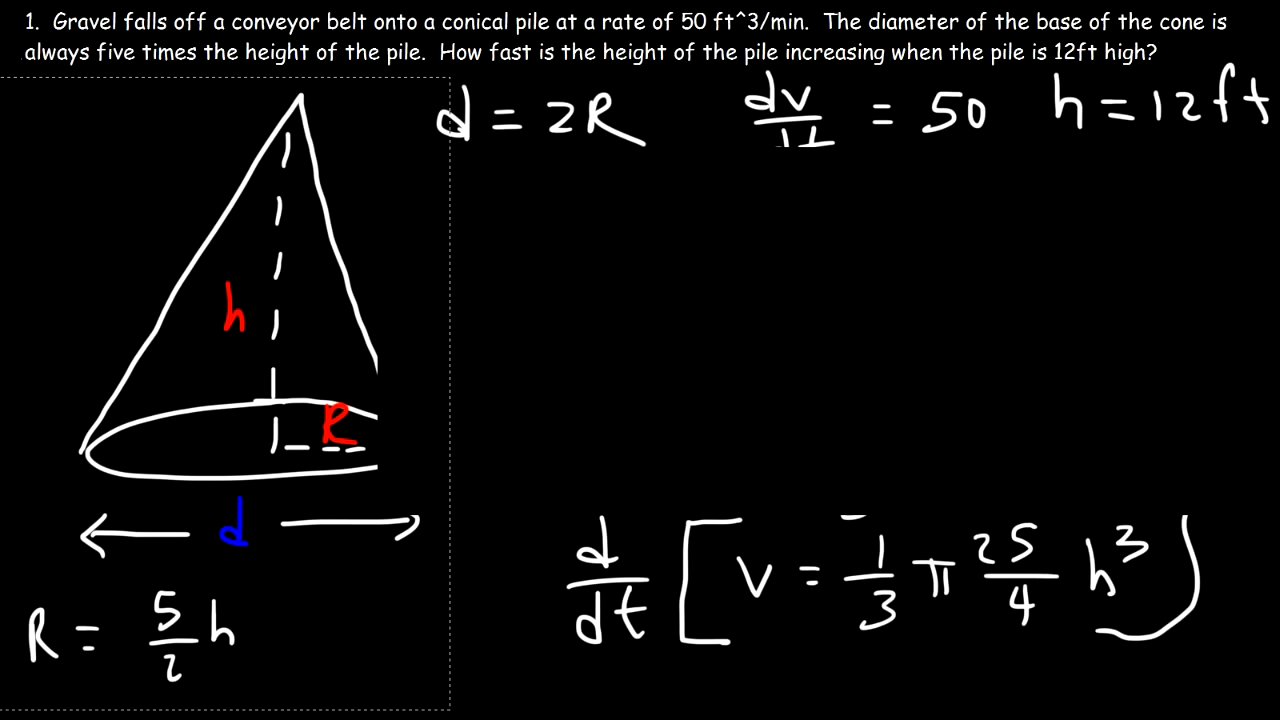 1. Gravel falls off a conveyor belt onto a conical pile at a rate of 50 ft^3/min. The diameter of the base of the cone is
always five times the height of the pile. How fast is the height of the pile increasing when the pile is 12ft high?
d = 2R dv/dt = 50 h = 12ft
h
R
d
d/dt [v = 1/3 π 25/4 h^3]
R = 5/2 h